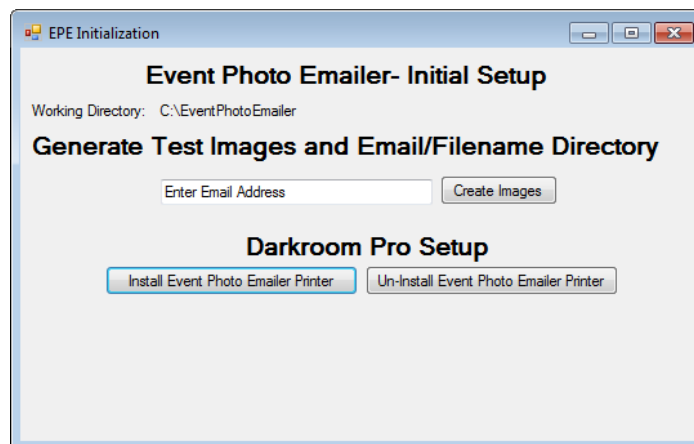 EPE Initialization
Event Photo Emailer- Initial Setup
Working Directory: C:\EventPhotoEmailer
Generate Test Images and Email/Filename Directory
Enter Email Address Create Images
Darkroom Pro Setup
Install Event Photo Emailer Printer Un-Install Event Photo Emailer Printer